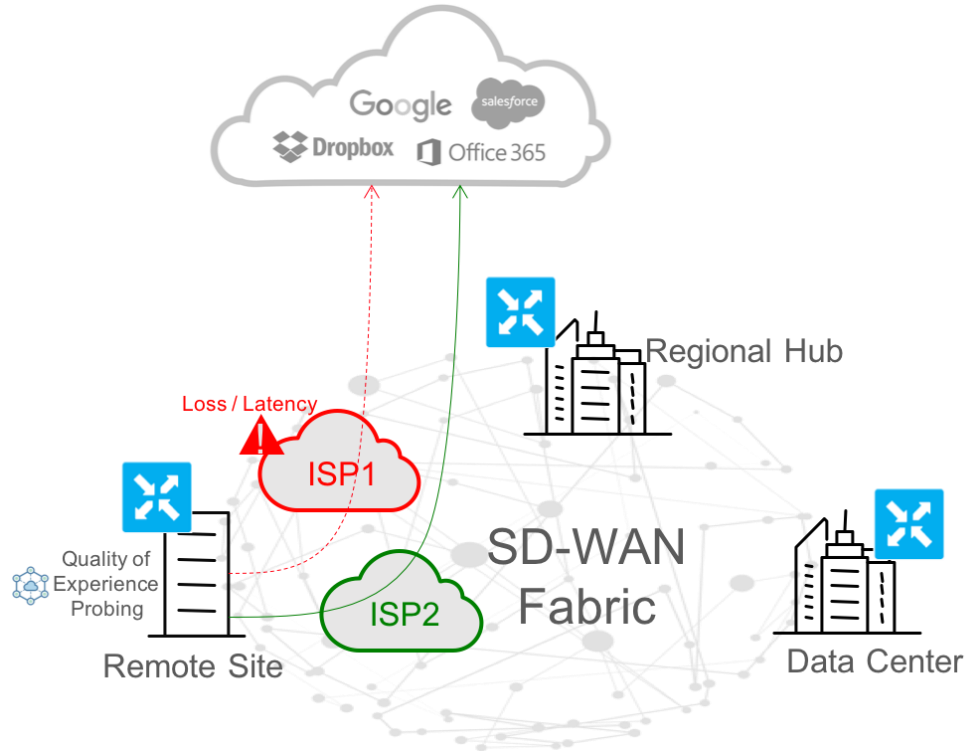 Google
salesforce
Dropbox
Office 365
Regional Hub
Loss / Latency
!
ISP1
SD-WAN
Fabric
Quality of
Experience
Probing
ISP2
Remote Site
Data Center